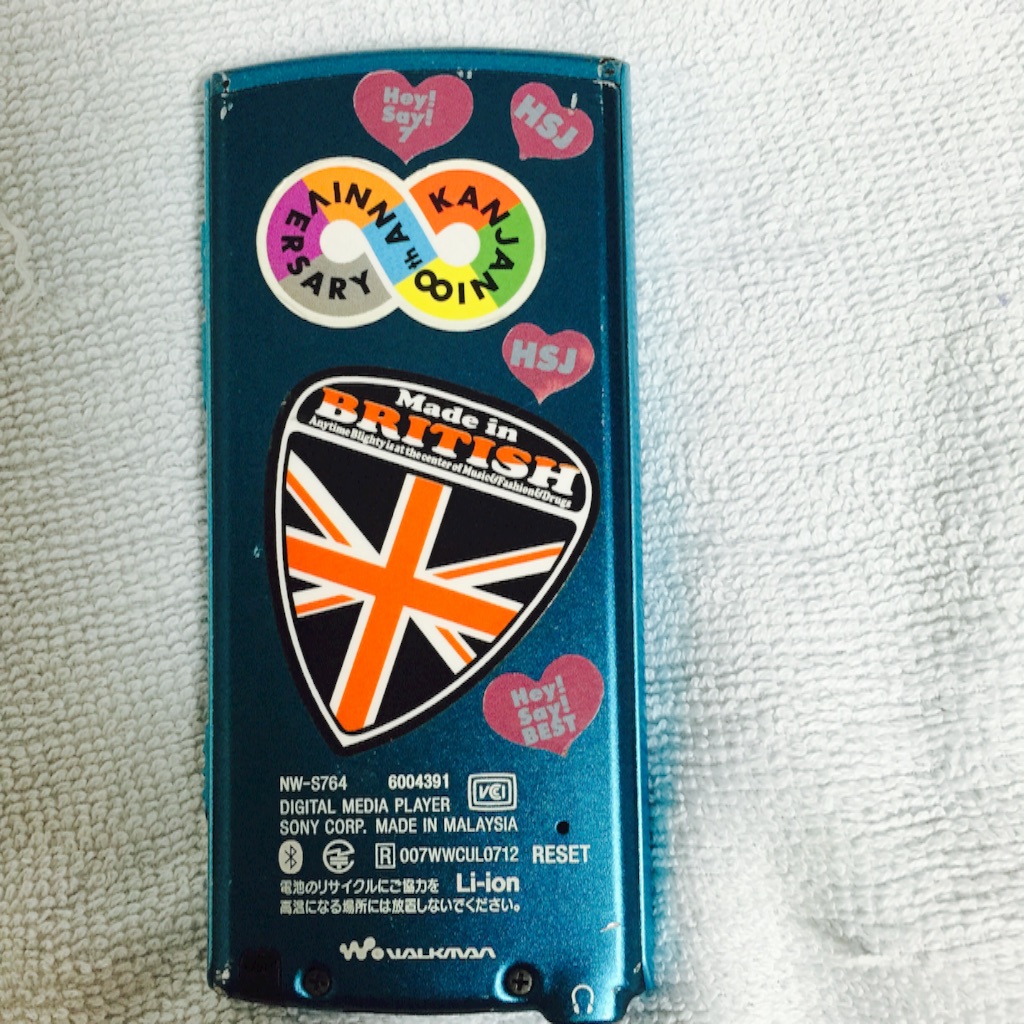 Hey!
Say!
7
HSJ
KANJANI∞
8th ANNIVERSARY
HSJ
Made in
BRITISH
Anytime Blighty is at the center of Music&Fashion&Drugs
Hey!
Say!
BEST
NW-S764 6004391 VCI
DIGITAL MEDIA PLAYER
SONY CORP. MADE IN MALAYSIA
R 007WWCUL0712 RESET
電池のリサイクルにご協力を Li-ion
高温になる場所には放置しないでください。
WALKMAN